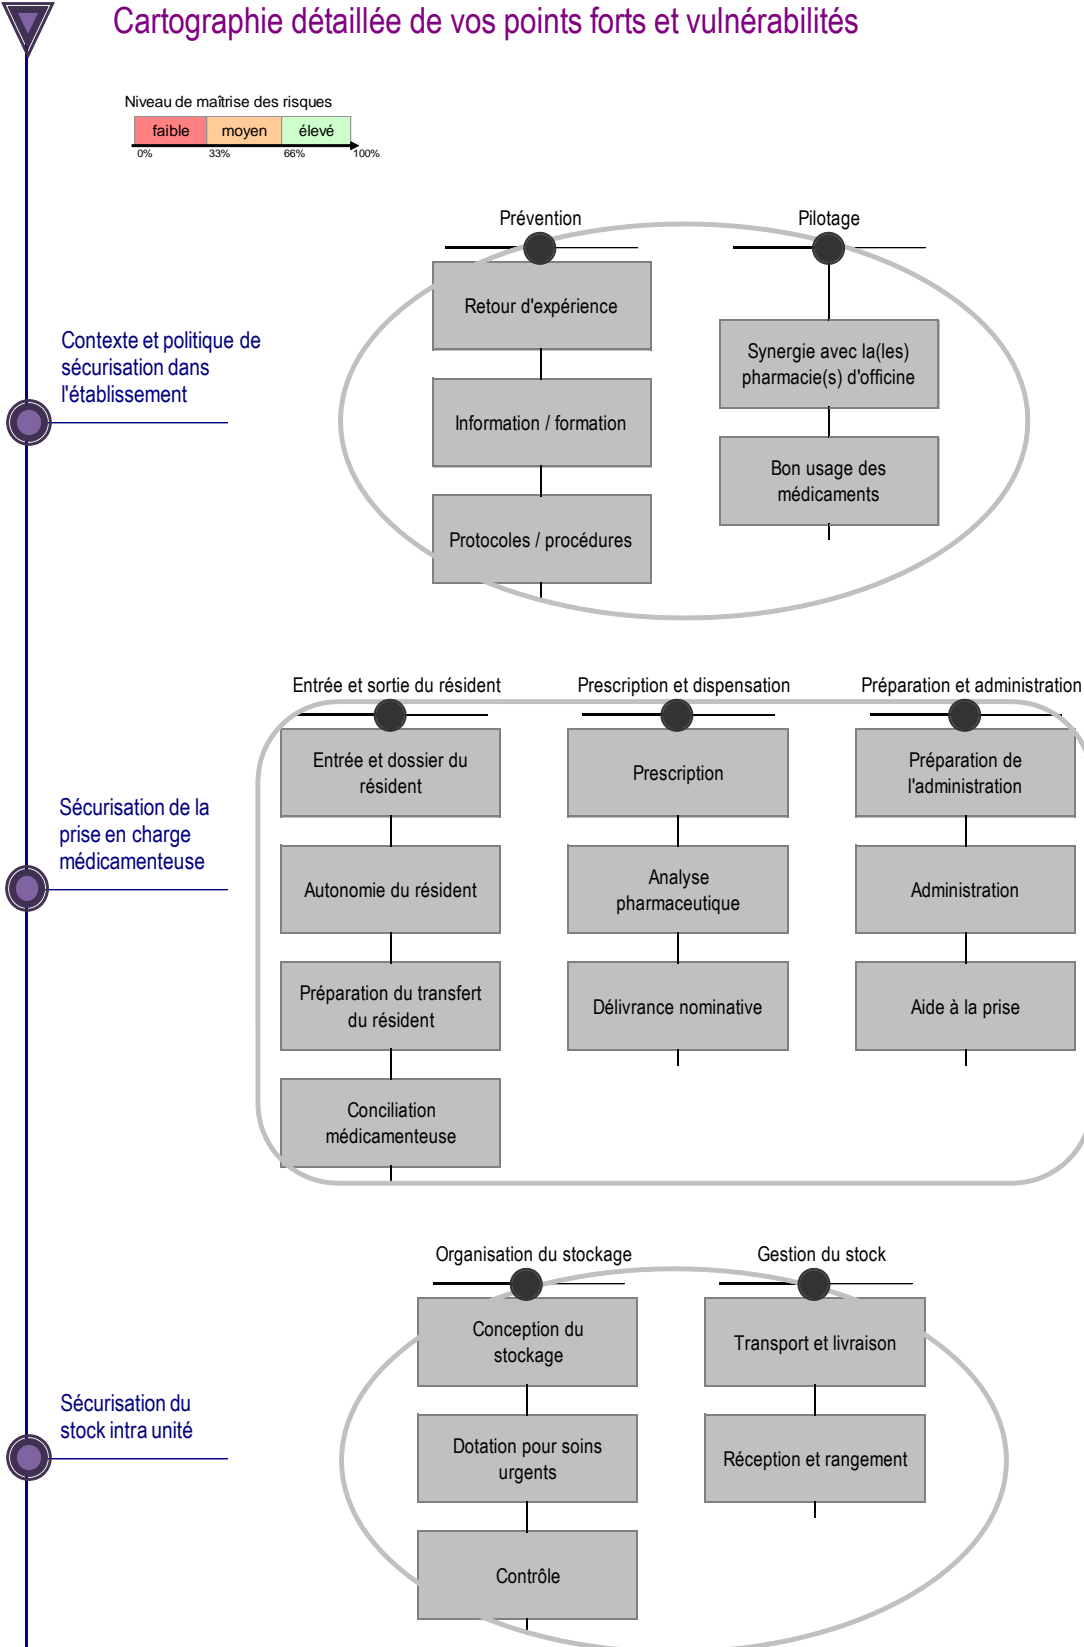 Cartographie détaillée de vos points forts et vulnérabilités
Niveau de maîtrise des risques
faible moyen élevé
0% 33% 66% 100%
Contexte et politique de
sécurisation dans
l'établissement
Prévention
Retour d'expérience
Information / formation
Protocoles / procédures
Pilotage
Synergie avec la(les)
pharmacie(s) d'officine
Bon usage des
médicaments
Sécurisation de la
prise en charge
médicamenteuse
Entrée et sortie du résident
Entrée et dossier du
résident
Autonomie du résident
Préparation du transfert
du résident
Conciliation
médicamenteuse
Prescription et dispensation
Prescription
Analyse
pharmaceutique
Délivrance nominative
Préparation et administration
Préparation de
l'administration
Administration
Aide à la prise
Sécurisation du
stock intra unité
Organisation du stockage
Conception du
stockage
Dotation pour soins
urgents
Contrôle
Gestion du stock
Transport et livraison
Réception et rangement